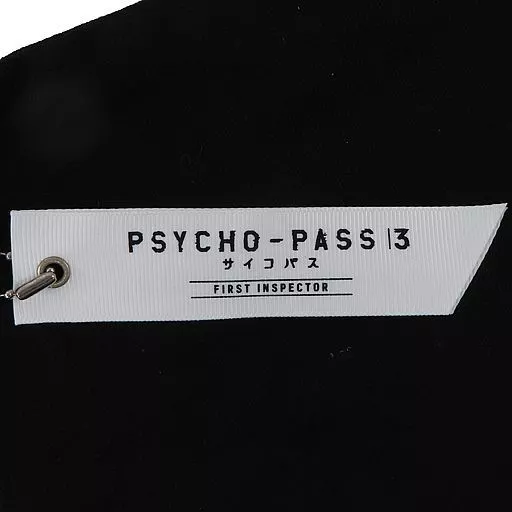 PSYCHO-PASS 3
サイコパス
FIRST INSPECTOR